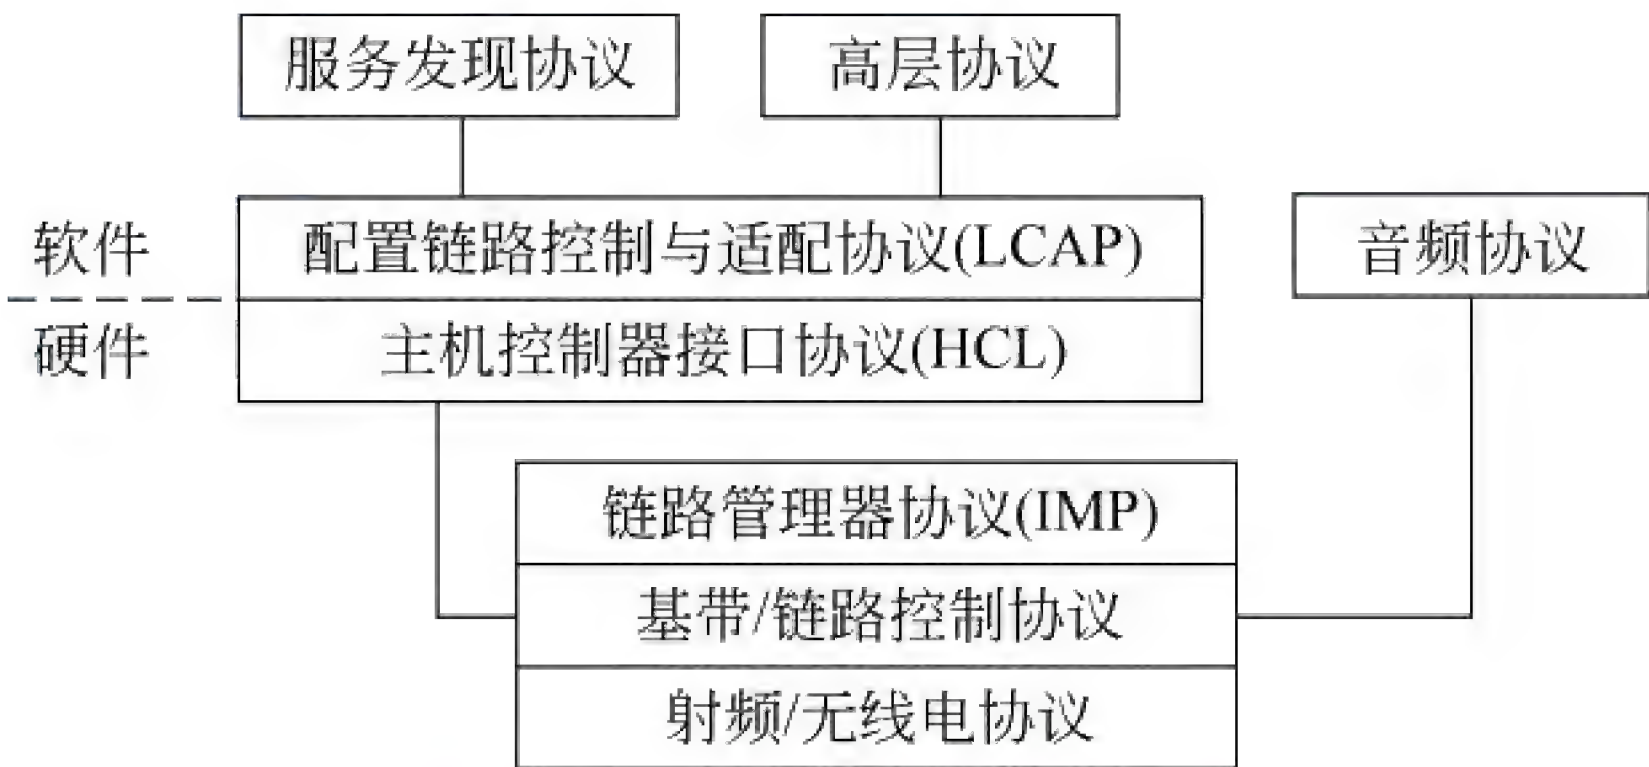 服务发现协议
高层协议
软件
配置链路控制与适配协议(LCAP)
音频协议
硬件
主机控制器接口协议(HCL)
链路管理器协议(IMP)
基带/链路控制协议
射频/无线电协议